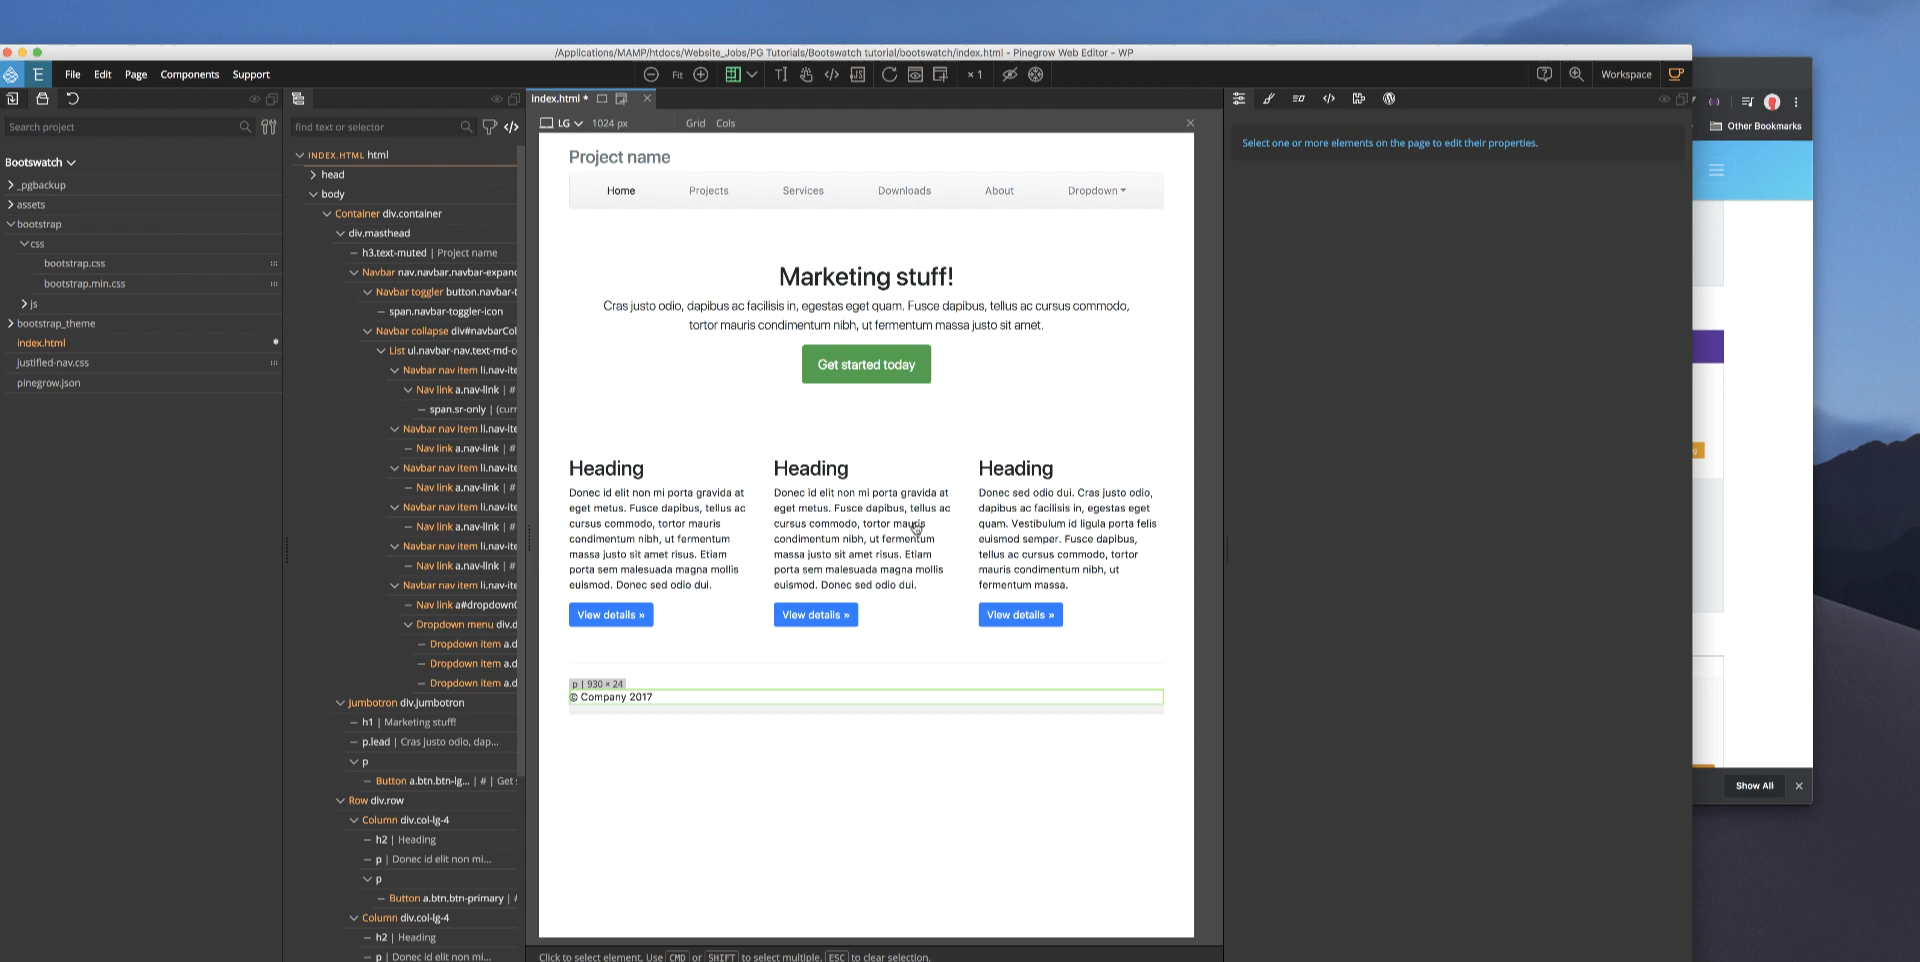 /Applications/MAMP/htdocs/Website_Jobs/PG Tutorials/Bootswatch tutorial/bootswatch/index.html - Pinegrow Web Editor - WP
E File Edit Page Components Support
Fit
x 1
Workspace
Search project
Bootswatch
_pgbackup
assets
bootstrap
css
bootstrap.css
bootstrap.min.css
js
bootstrap_theme
index.html
justified-nav.css
pinegrow.json
find text or selector
INDEX.HTML html
head
body
Container div.container
div.masthead
h3.text-muted | Project name
Navbar nav.navbar.navbar-expand
Navbar toggler button.navbar-t
span.navbar-toggler-icon
Navbar collapse div#navbarCol
List ul.navbar-nav.text-md-c
Navbar nav item li.nav-ite
Nav link a.nav-link | #
span.sr-only | (curr
Navbar nav item li.nav-ite
Nav link a.nav-link | #
Navbar nav item li.nav-ite
Nav link a.nav-link | #
Navbar nav item li.nav-ite
Nav link a.nav-link | #
Navbar nav item li.nav-ite
Nav link a.nav-link | #
Navbar nav item li.nav-ite
Nav link a#dropdown
Dropdown menu div.d
Dropdown item a.d
Dropdown item a.d
Dropdown item a.d
Jumbotron div.jumbotron
h1 | Marketing stuff!
p.lead | Cras justo odio, dap...
p
Button a.btn.btn-lg... | # | Get
Row div.row
Column div.col-lg-4
h2 | Heading
p | Donec id elit non mi...
p
Button a.btn.btn-primary | #
Column div.col-lg-4
h2 | Heading
p | Donec id elit non mi...
index.html *
LG 1024 px Grid Cols
Project name
Home Projects Services Downloads About Dropdown
Marketing stuff!
Cras justo odio, dapibus ac facilisis in, egestas eget quam. Fusce dapibus, tellus ac cursus commodo,
tortor mauris condimentum nibh, ut fermentum massa justo sit amet.
Get started today
Heading
Donec id elit non mi porta gravida at
eget metus. Fusce dapibus, tellus ac
cursus commodo, tortor mauris
condimentum nibh, ut fermentum
massa justo sit amet risus. Etiam
porta sem malesuada magna mollis
euismod. Donec sed odio dui.
View details »
Heading
Donec id elit non mi porta gravida at
eget metus. Fusce dapibus, tellus ac
cursus commodo, tortor mauris
condimentum nibh, ut fermentum
massa justo sit amet risus. Etiam
porta sem malesuada magna mollis
euismod. Donec sed odio dui.
View details »
Heading
Donec sed odio dui. Cras justo odio,
dapibus ac facilisis in, egestas eget
quam. Vestibulum id ligula porta felis
euismod semper. Fusce dapibus,
tellus ac cursus commodo, tortor
mauris condimentum nibh, ut
fermentum massa.
View details »
p | 930 × 24
© Company 2017
Click to select element. Use CMD or SHIFT to select multiple. ESC to clear selection.
Select one or more elements on the page to edit their properties.
Other Bookmarks
Show All